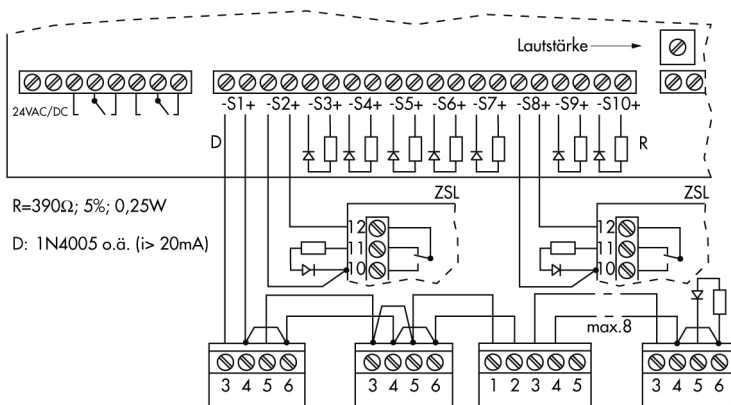 Lautstärke
24VAC/DC
-S1+ -S2+ -S3+ -S4+ -S5+ -S6+ -S7+ -S8+ -S9+ -S10+
D
R
R=390Ω; 5%; 0,25W
D: 1N4005 o.ä. (i> 20mA)
ZSL
12
11
10
ZSL
12
11
10
max.8
3 4 5 6
3 4 5 6
1 2 3 4 5
3 4 5 6